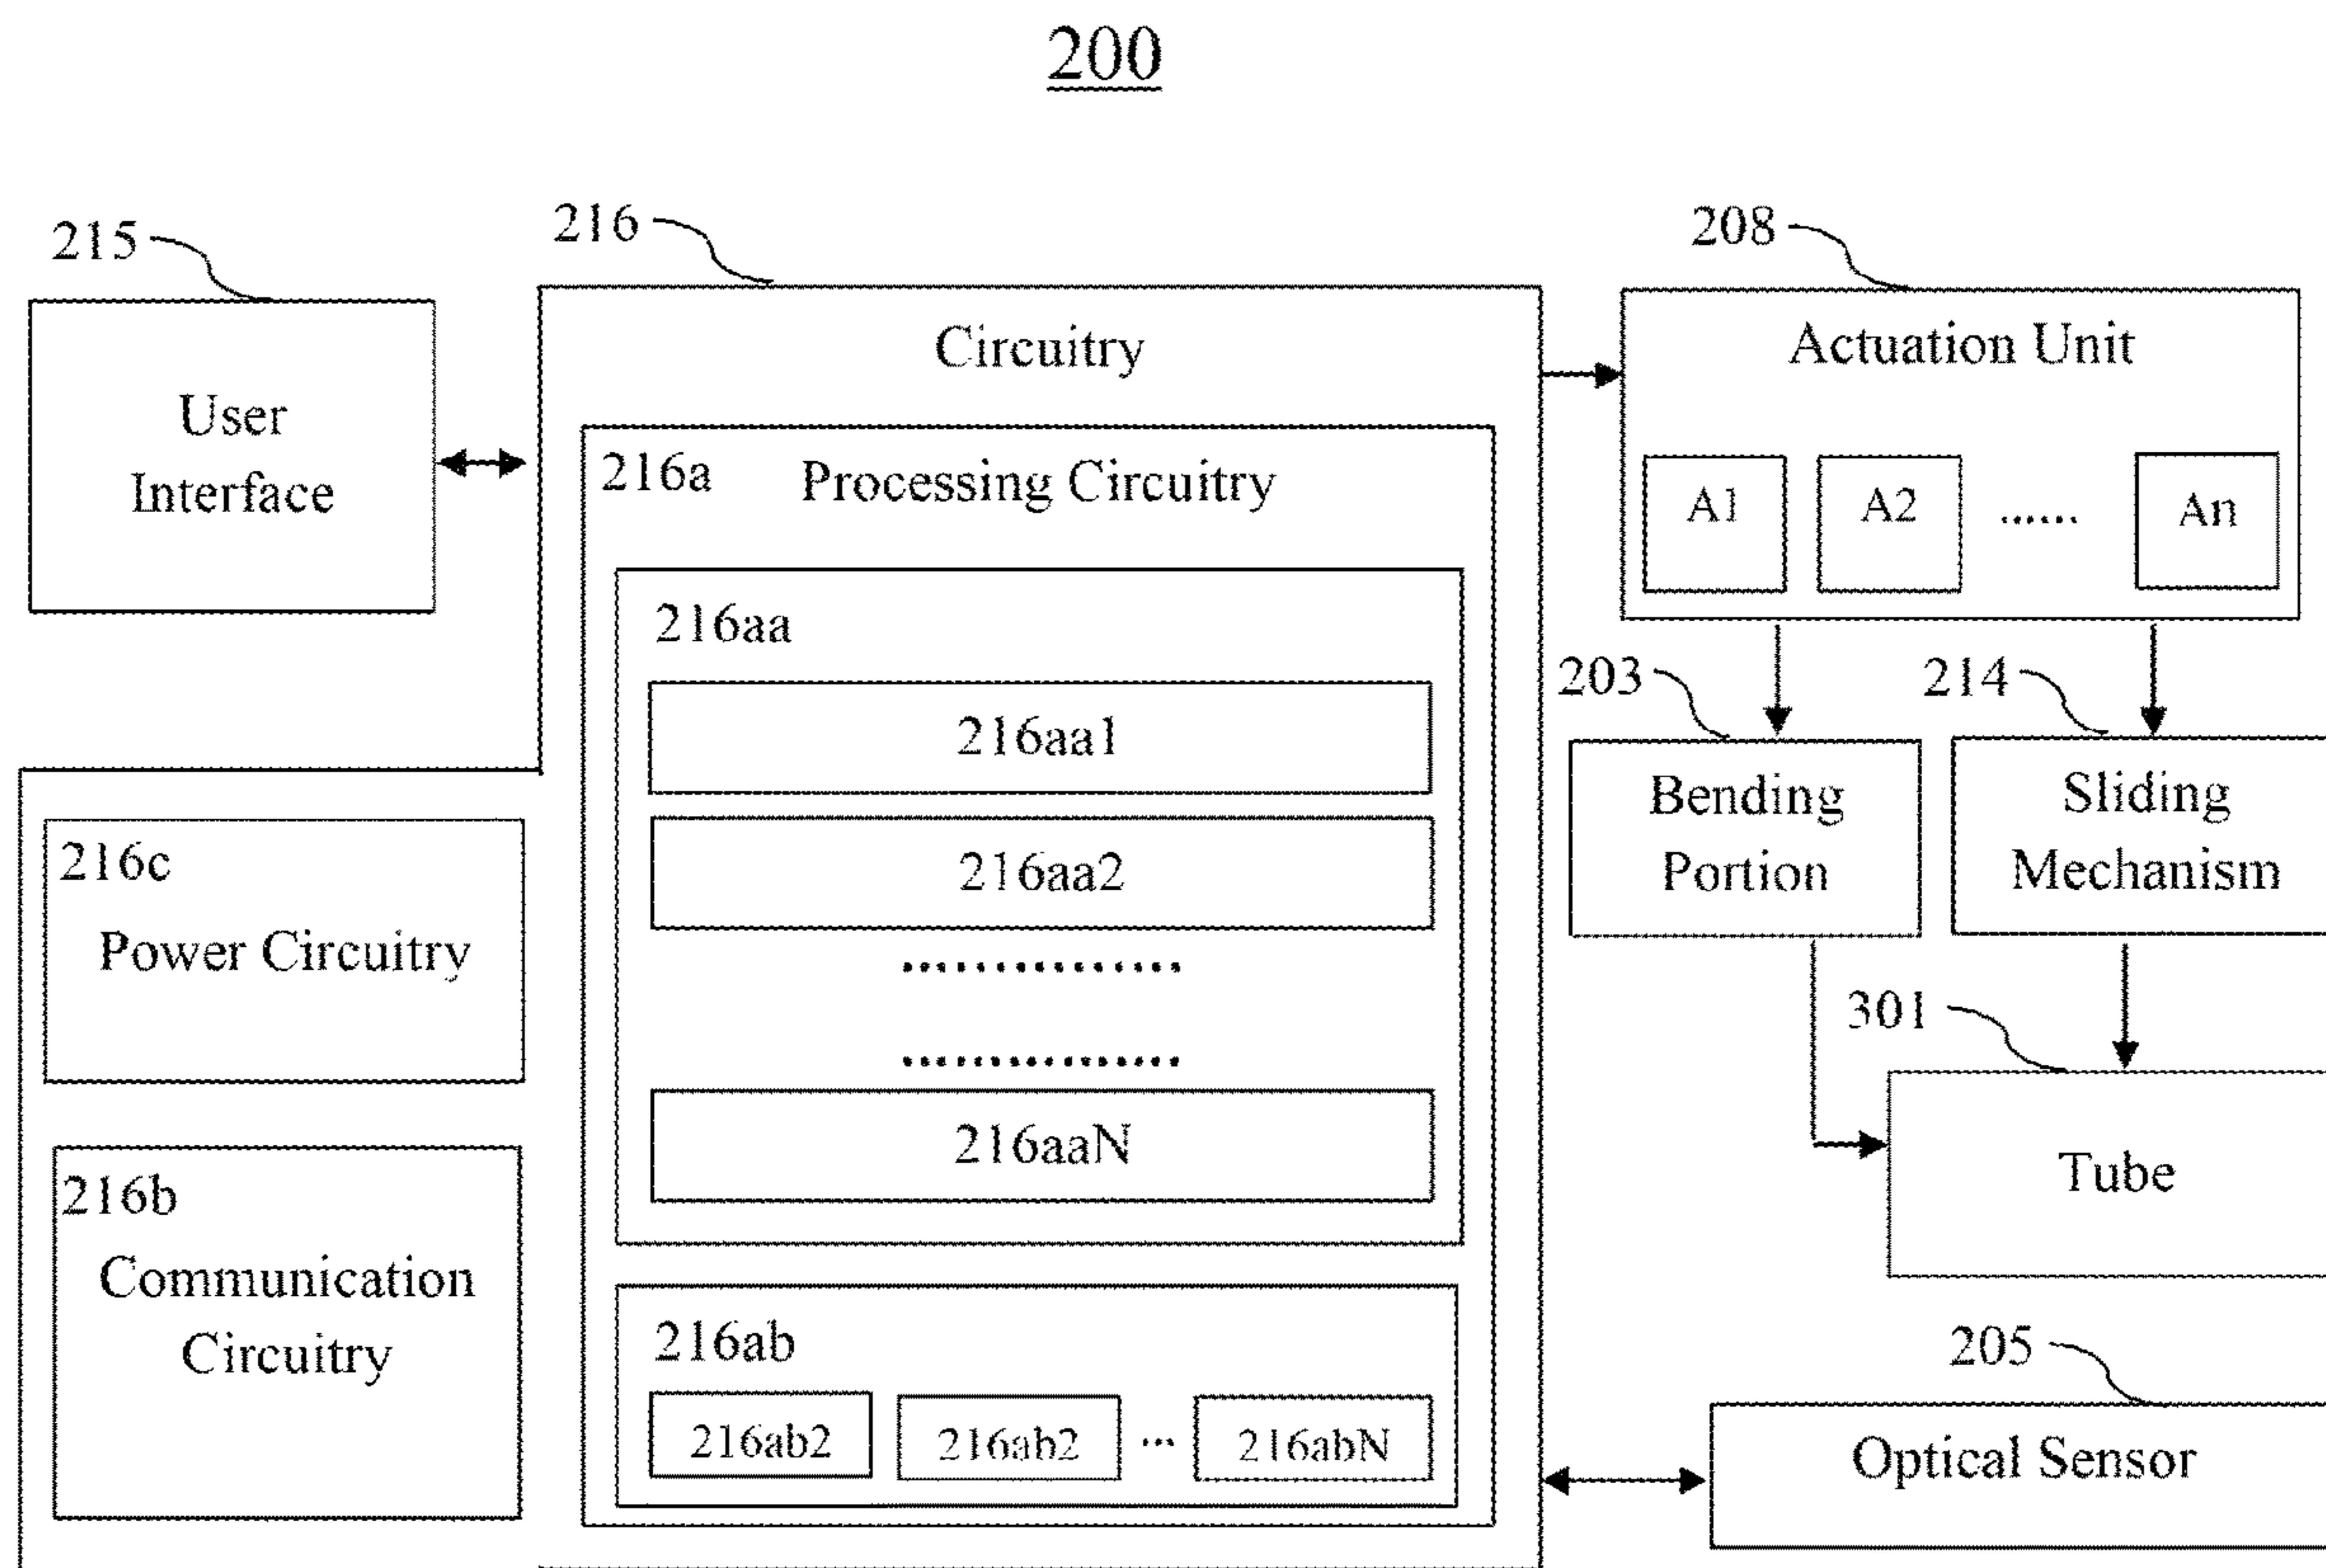 200
215
216
208
User
Interface
Circuitry
Actuation Unit
216a
Processing Circuitry
A1
A2
......
An
216aa
203
214
216aa1
Bending
Portion
Sliding
Mechanism
216c
Power Circuitry
216aa2
................
................
301
216aaN
Tube
216b
Communication
Circuitry
216ab
205
216ab2
216ab2
...
216abN
Optical Sensor